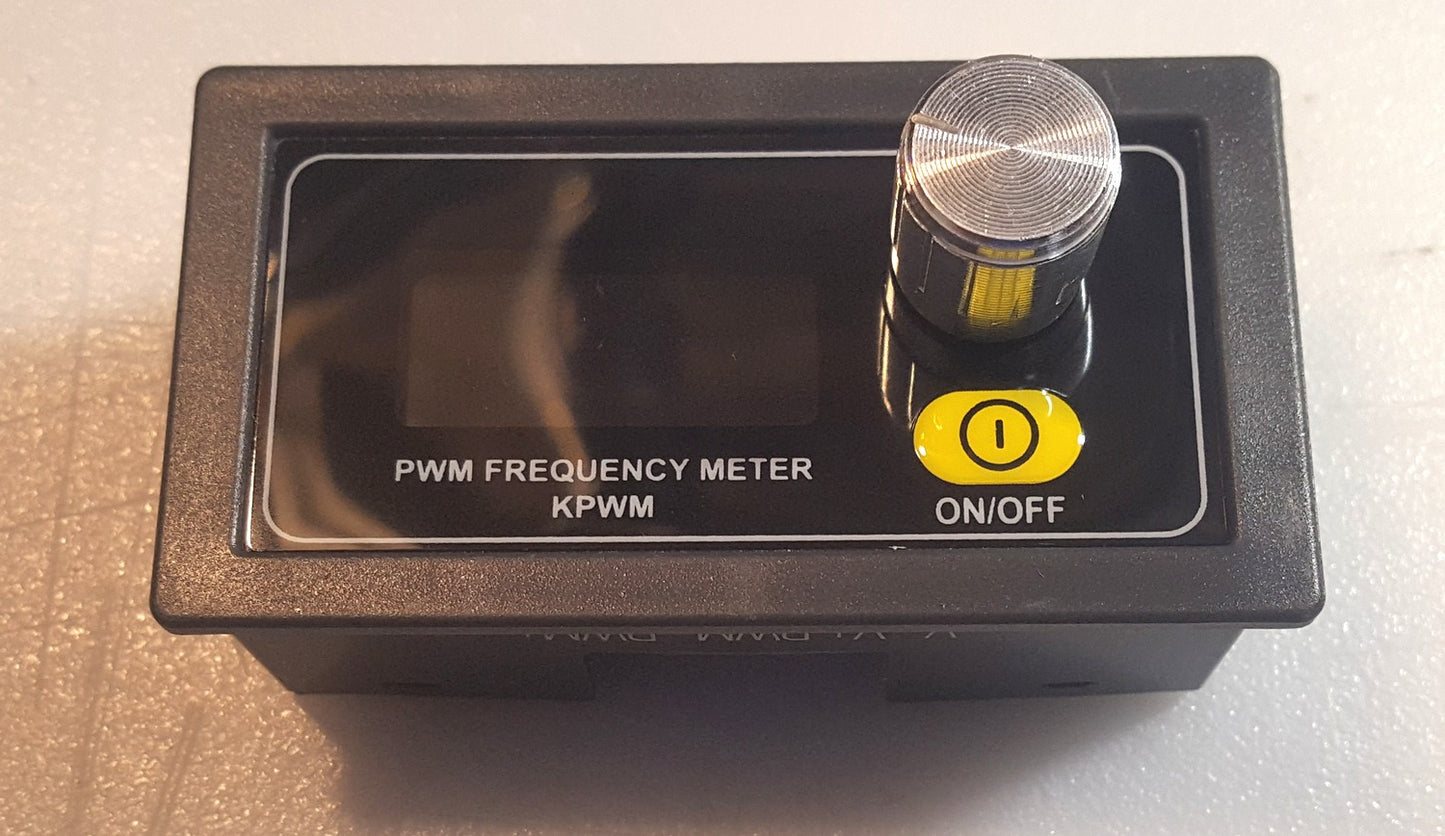 PWM FREQUENCY METER
KPWM
ON/OFF